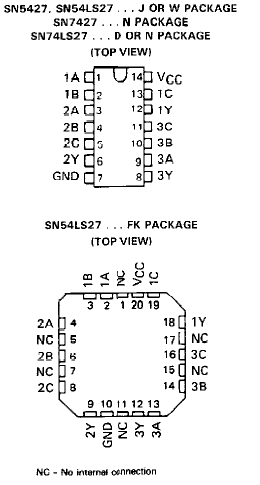 SN5427, SN54LS27 . . . J OR W PACKAGE
SN7427 . . . N PACKAGE
SN74LS27 . . . D OR N PACKAGE
(TOP VIEW)
1A 1 14 VCC
1B 2 13 1C
2A 3 12 1Y
2B 4 11 3C
2C 5 10 3B
2Y 6 9 3A
GND 7 8 3Y
SN54LS27 . . . FK PACKAGE
(TOP VIEW)
1B 1A NC VCC 1C
3 2 1 20 19
2A 4 18 1Y
NC 5 17 NC
2B 6 16 3C
NC 7 15 NC
2C 8 14 3B
9 10 11 12 13
2Y GND NC 3Y 3A
NC – No internal connection